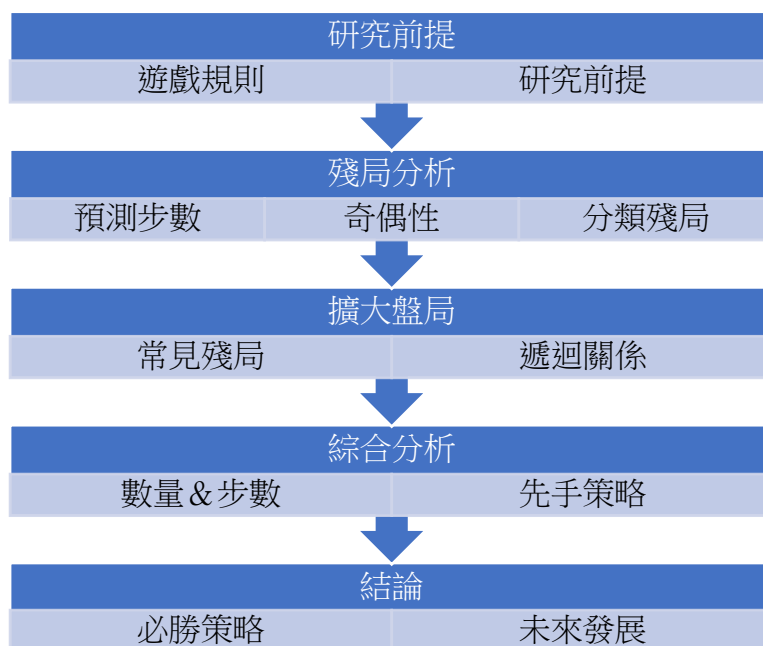 研究前提
遊戲規則 研究前提
殘局分析
預測步數 奇偶性 分類殘局
擴大盤局
常見殘局 遞迴關係
綜合分析
數量&步數 先手策略
結論
必勝策略 未來發展